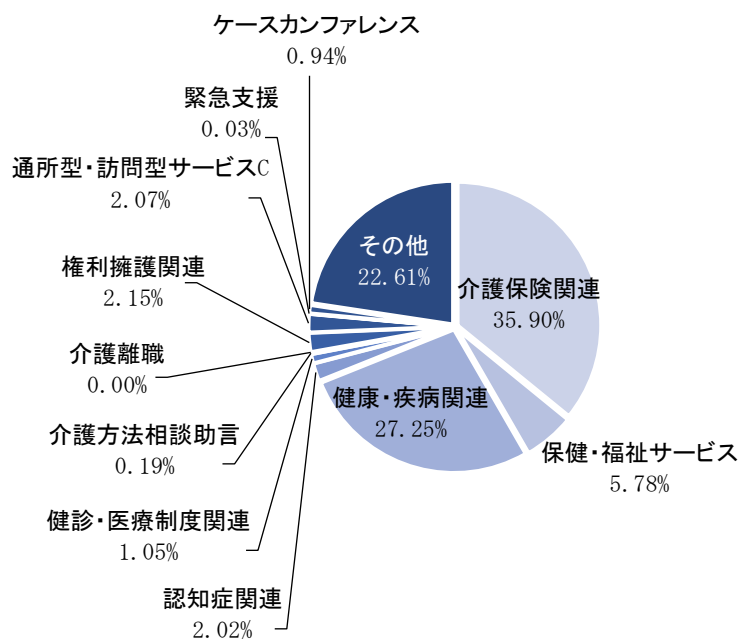 ケースカンファレンス
0.94%
緊急支援
0.03%
通所型・訪問型サービスC
2.07%
権利擁護関連
2.15%
介護離職
0.00%
介護方法相談助言
0.19%
健診・医療制度関連
1.05%
認知症関連
2.02%
その他
22.61%
介護保険関連
35.90%
健康・疾病関連
27.25%
保健・福祉サービス
5.78%